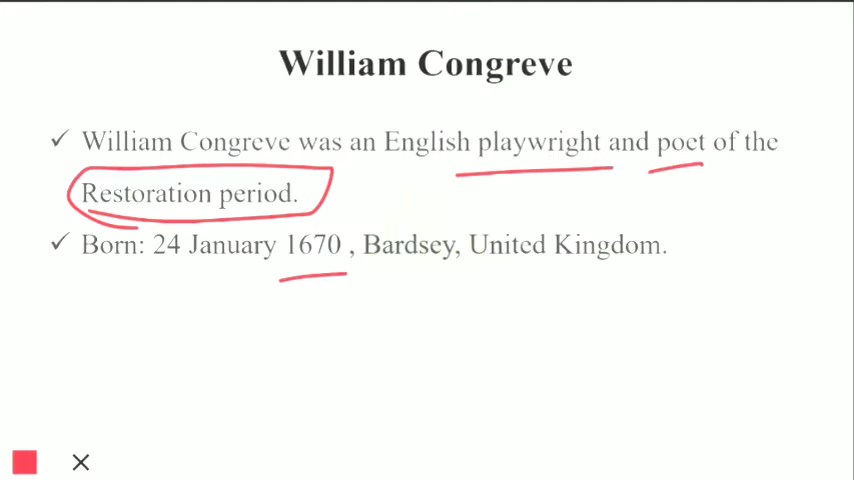 William Congreve
✓ William Congreve was an English playwright and poet of the
Restoration period.
✓ Born: 24 January 1670 , Bardsey, United Kingdom.